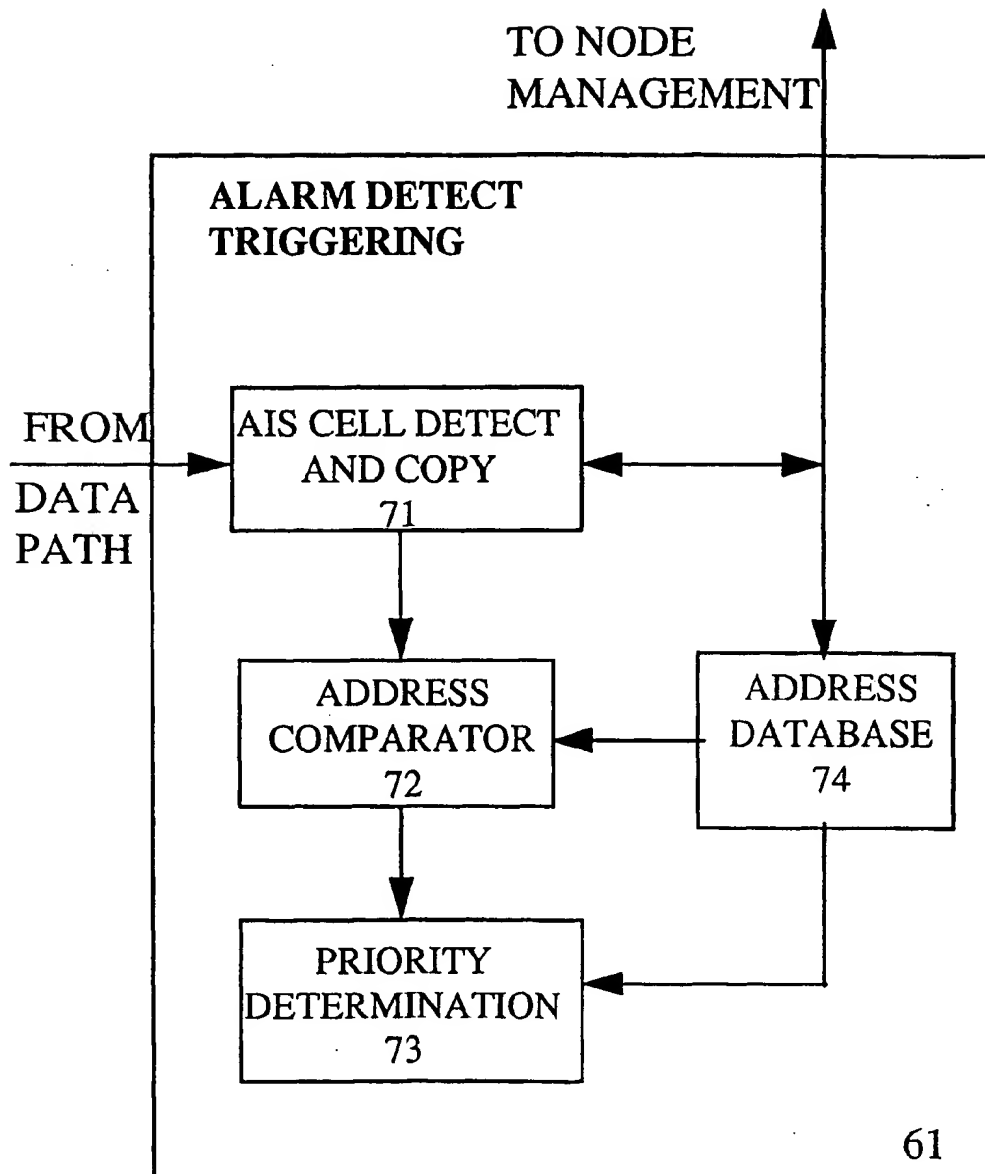 TO NODE
MANAGEMENT
ALARM DETECT
TRIGGERING
FROM
DATA
PATH
AIS CELL DETECT
AND COPY
71
ADDRESS
COMPARATOR
72
ADDRESS
DATABASE
74
PRIORITY
DETERMINATION
73
61